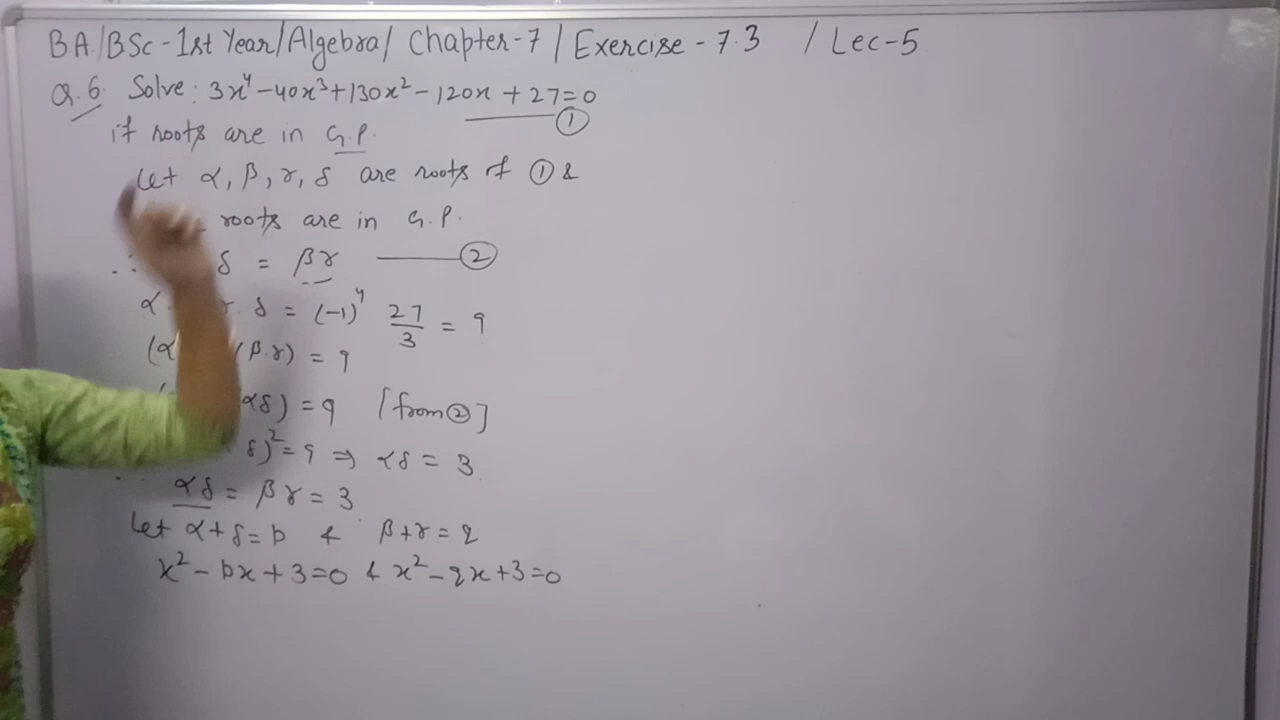 BA/BSc-1st Year/Algebra/ Chapter-7 / Exercise-7.3 / Lec-5
Q.6. Solve: 3x⁴-40x³+130x²-120x+27=0 ①
if roots are in G.P.
Let α, β, γ, δ are roots of ① &
roots are in G.P.
∴ δ = βγ ②
α. γ. δ = (-1)⁴ 27/3 = 9
(α (β.γ) = 9
αδ) = 9 [from②]
δ)² = 9 ⇒ αδ = 3
∴ αδ = βγ = 3
Let α+δ=p & β+γ=q
x²-px+3=0 & x²-qx+3=0